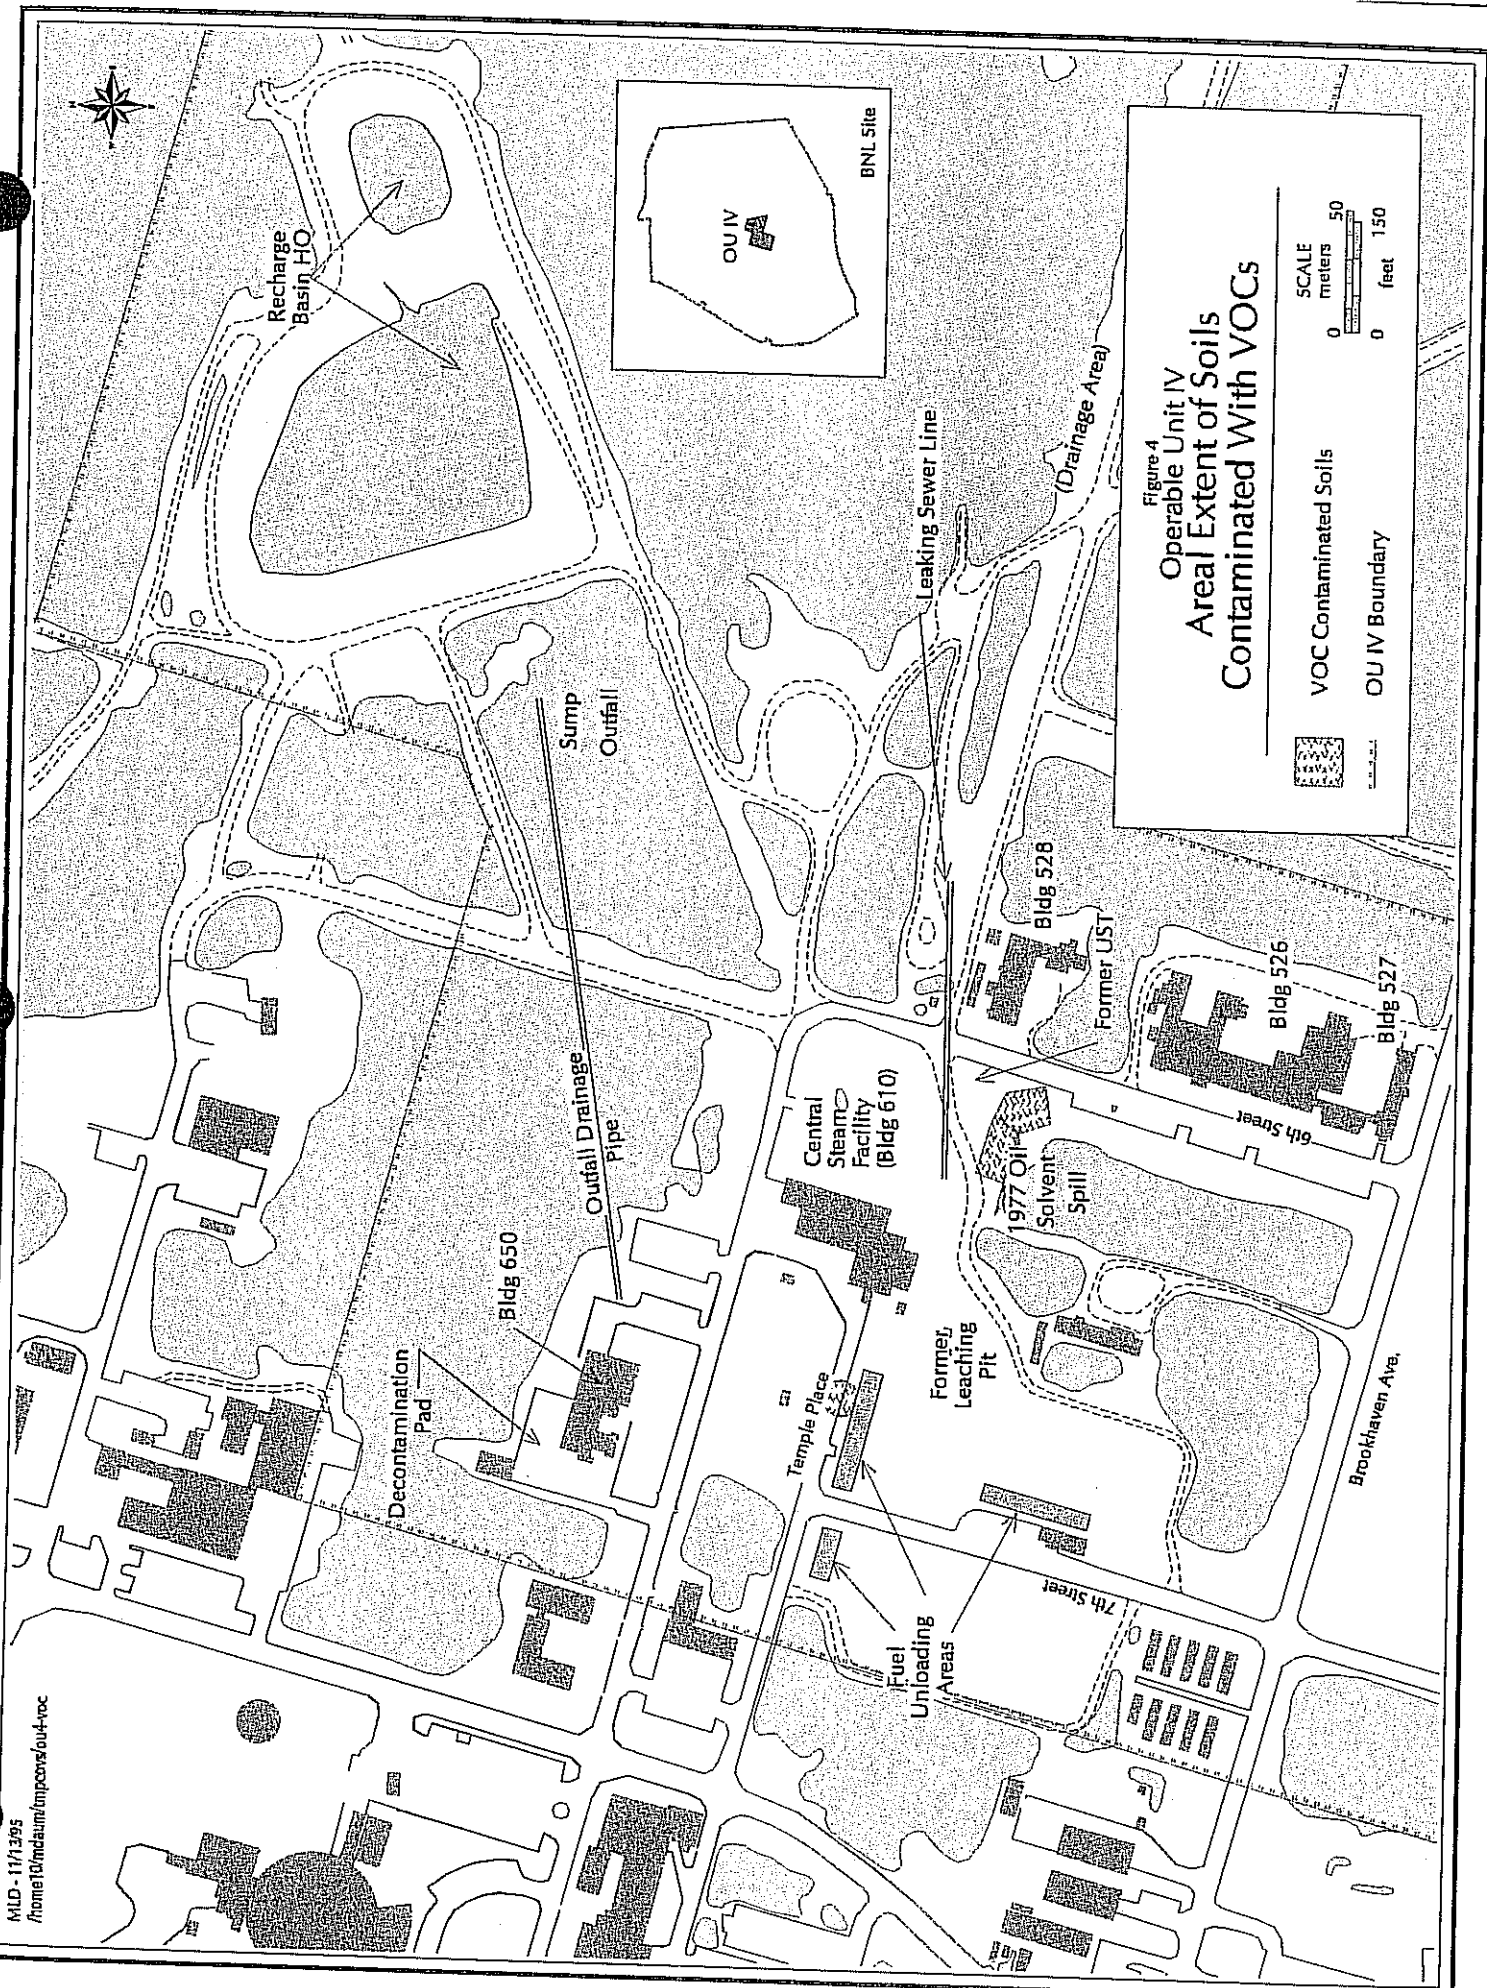 MLD - 11/13/95
/home10/mdaum/tmpcovs/ou4-voc
Recharge
Basin HO
Sump
Outfall
Outfall Drainage
Pipe
Bldg 650
Decontamination
Pad
BNL Site
OU IV
Leaking Sewer Line
(Drainage Area)
Bldg 528
Former UST
Bldg 526
Bldg 527
6th Street
Central
Steam
Facility
(Bldg 610)
1977 Oil/
Solvent
Spill
Former
Leaching
Pit
Temple Place
Fuel
Unloading
Areas
7th Street
Brookhaven Ave.
Figure 4
Operable Unit IV
Areal Extent of Soils
Contaminated With VOCs
VOC Contaminated Soils
OU IV Boundary
SCALE
meters
0 50
0 150
feet